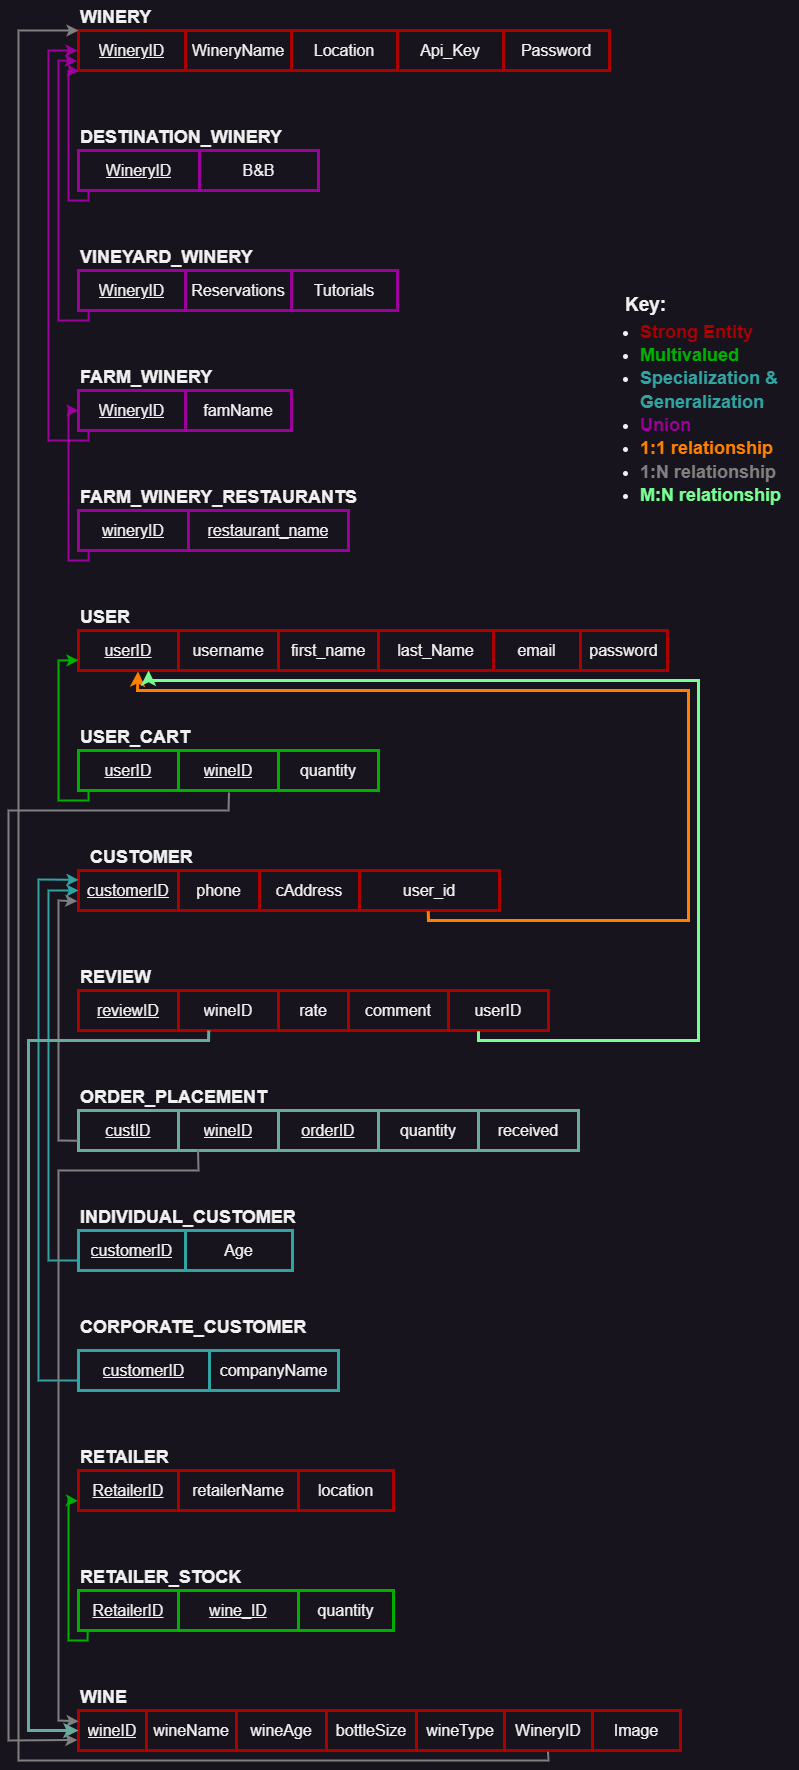 WINERY
WineryID WineryName Location Api_Key Password
DESTINATION_WINERY
WineryID B&B
VINEYARD_WINERY
WineryID Reservations Tutorials
Key:
Strong Entity
Multivalued
Specialization &
Generalization
Union
1:1 relationship
1:N relationship
M:N relationship
FARM_WINERY
WineryID famName
FARM_WINERY_RESTAURANTS
wineryID restaurant_name
USER
userID username first_name last_Name email password
USER_CART
userID wineID quantity
CUSTOMER
customerID phone cAddress user_id
REVIEW
reviewID wineID rate comment userID
ORDER_PLACEMENT
custID wineID orderID quantity received
INDIVIDUAL_CUSTOMER
customerID Age
CORPORATE_CUSTOMER
customerID companyName
RETAILER
RetailerID retailerName location
RETAILER_STOCK
RetailerID wine_ID quantity
WINE
wineID wineName wineAge bottleSize wineType WineryID Image